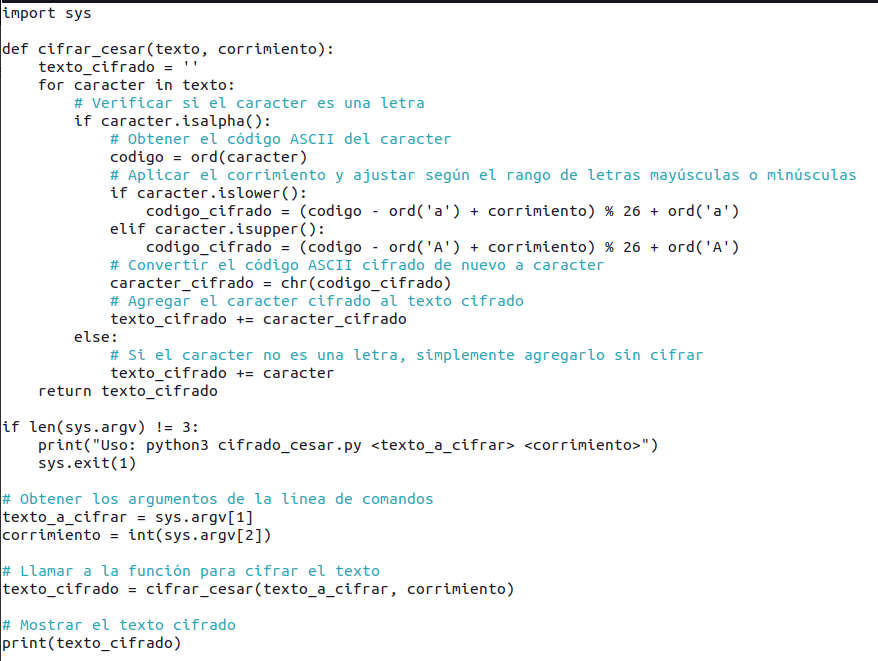 import sys

def cifrar_cesar(texto, corrimiento):
    texto_cifrado = ''
    for caracter in texto:
        # Verificar si el caracter es una letra
        if caracter.isalpha():
            # Obtener el código ASCII del caracter
            codigo = ord(caracter)
            # Aplicar el corrimiento y ajustar según el rango de letras mayúsculas o minúsculas
            if caracter.islower():
                codigo_cifrado = (codigo - ord('a') + corrimiento) % 26 + ord('a')
            elif caracter.isupper():
                codigo_cifrado = (codigo - ord('A') + corrimiento) % 26 + ord('A')
            # Convertir el código ASCII cifrado de nuevo a caracter
            caracter_cifrado = chr(codigo_cifrado)
            # Agregar el caracter cifrado al texto cifrado
            texto_cifrado += caracter_cifrado
        else:
            # Si el caracter no es una letra, simplemente agregarlo sin cifrar
            texto_cifrado += caracter
    return texto_cifrado

if len(sys.argv) != 3:
    print("Uso: python3 cifrado_cesar.py <texto_a_cifrar> <corrimiento>")
    sys.exit(1)

# Obtener los argumentos de la línea de comandos
texto_a_cifrar = sys.argv[1]
corrimiento = int(sys.argv[2])

# Llamar a la función para cifrar el texto
texto_cifrado = cifrar_cesar(texto_a_cifrar, corrimiento)

# Mostrar el texto cifrado
print(texto_cifrado)